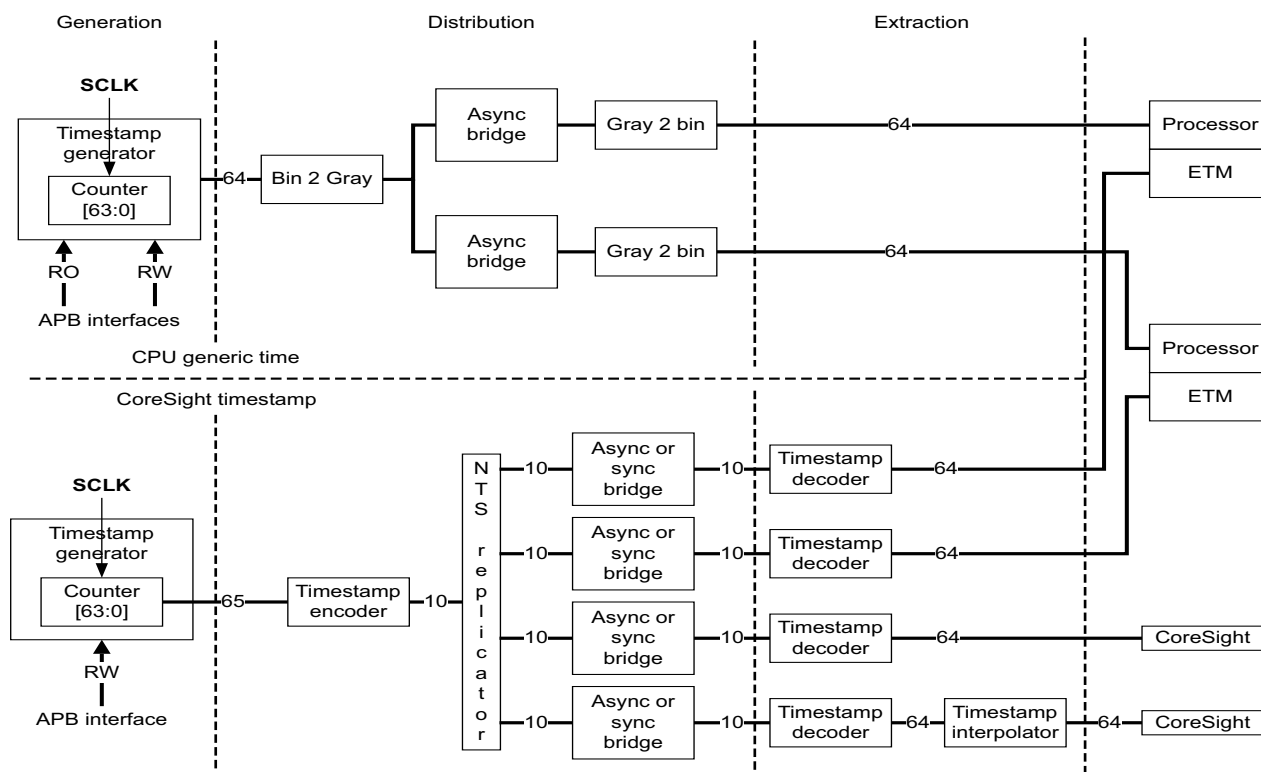 Generation
Distribution
Extraction
SCLK
Timestamp
generator
Counter
[63:0]
RO
RW
APB interfaces
64
Bin 2 Gray
Async
bridge
Gray 2 bin
64
Async
bridge
Gray 2 bin
64
Processor
ETM
Processor
ETM
CPU generic time
CoreSight timestamp
SCLK
Timestamp
generator
Counter
[63:0]
RW
APB interface
65
Timestamp
encoder
10
NTS replicator
10
Async or
sync
bridge
10
Timestamp
decoder
64
10
Async or
sync
bridge
10
Timestamp
decoder
64
10
Async or
sync
bridge
10
Timestamp
decoder
64
CoreSight
10
Async or
sync
bridge
10
Timestamp
decoder
64
Timestamp
interpolator
64
CoreSight